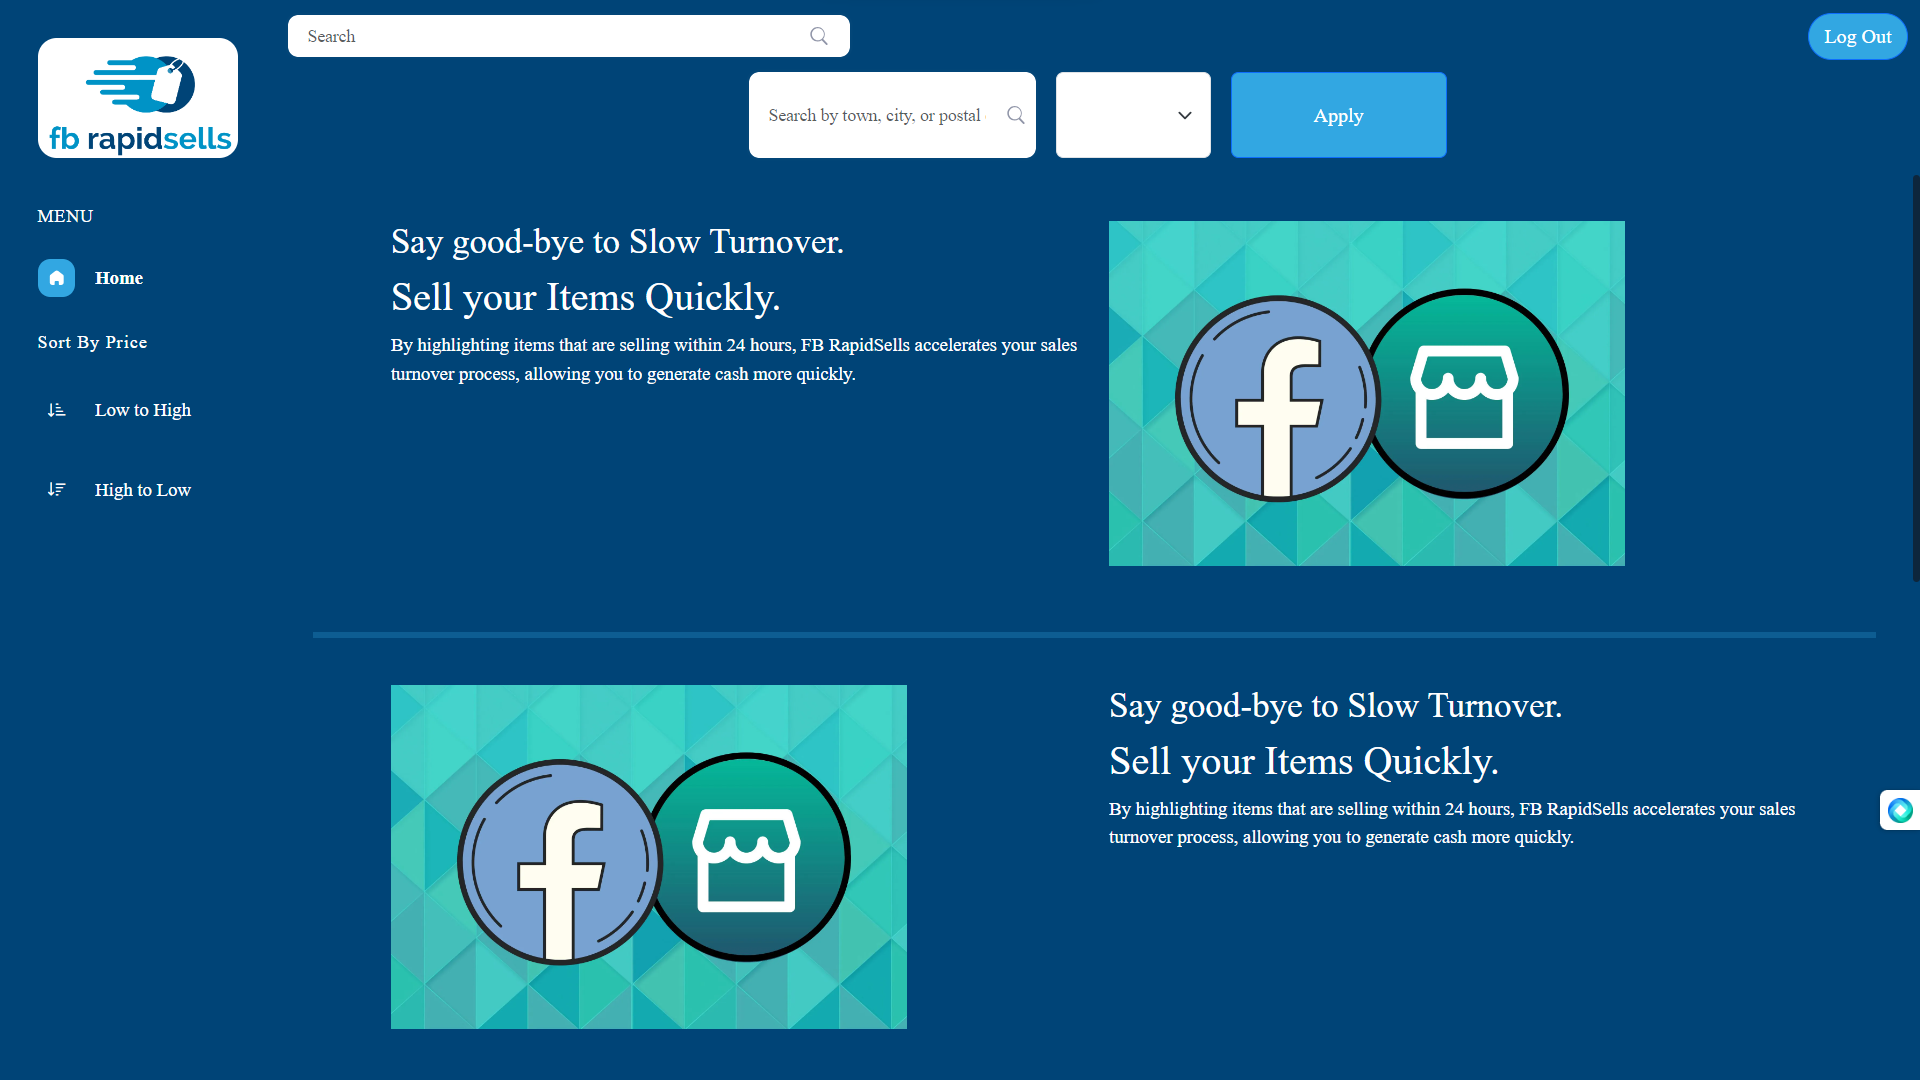 fb rapidsells
Search
Log Out
Search by town, city, or postal
Apply
MENU
Home
Sort By Price
Low to High
High to Low
Say good-bye to Slow Turnover.
Sell your Items Quickly.
By highlighting items that are selling within 24 hours, FB RapidSells accelerates your sales
turnover process, allowing you to generate cash more quickly.
Say good-bye to Slow Turnover.
Sell your Items Quickly.
By highlighting items that are selling within 24 hours, FB RapidSells accelerates your sales
turnover process, allowing you to generate cash more quickly.